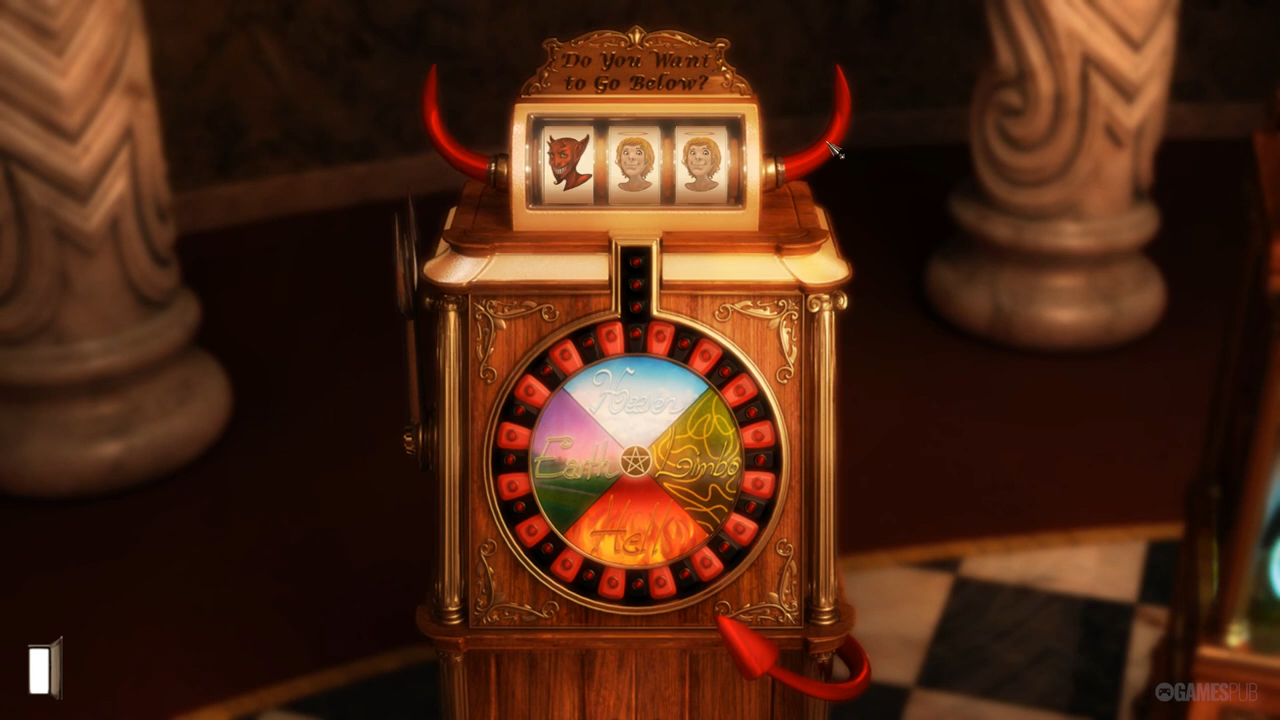 Do You Want
to Go Below?
Heaven
Earth
Limbo
Hell
GAMESPUB